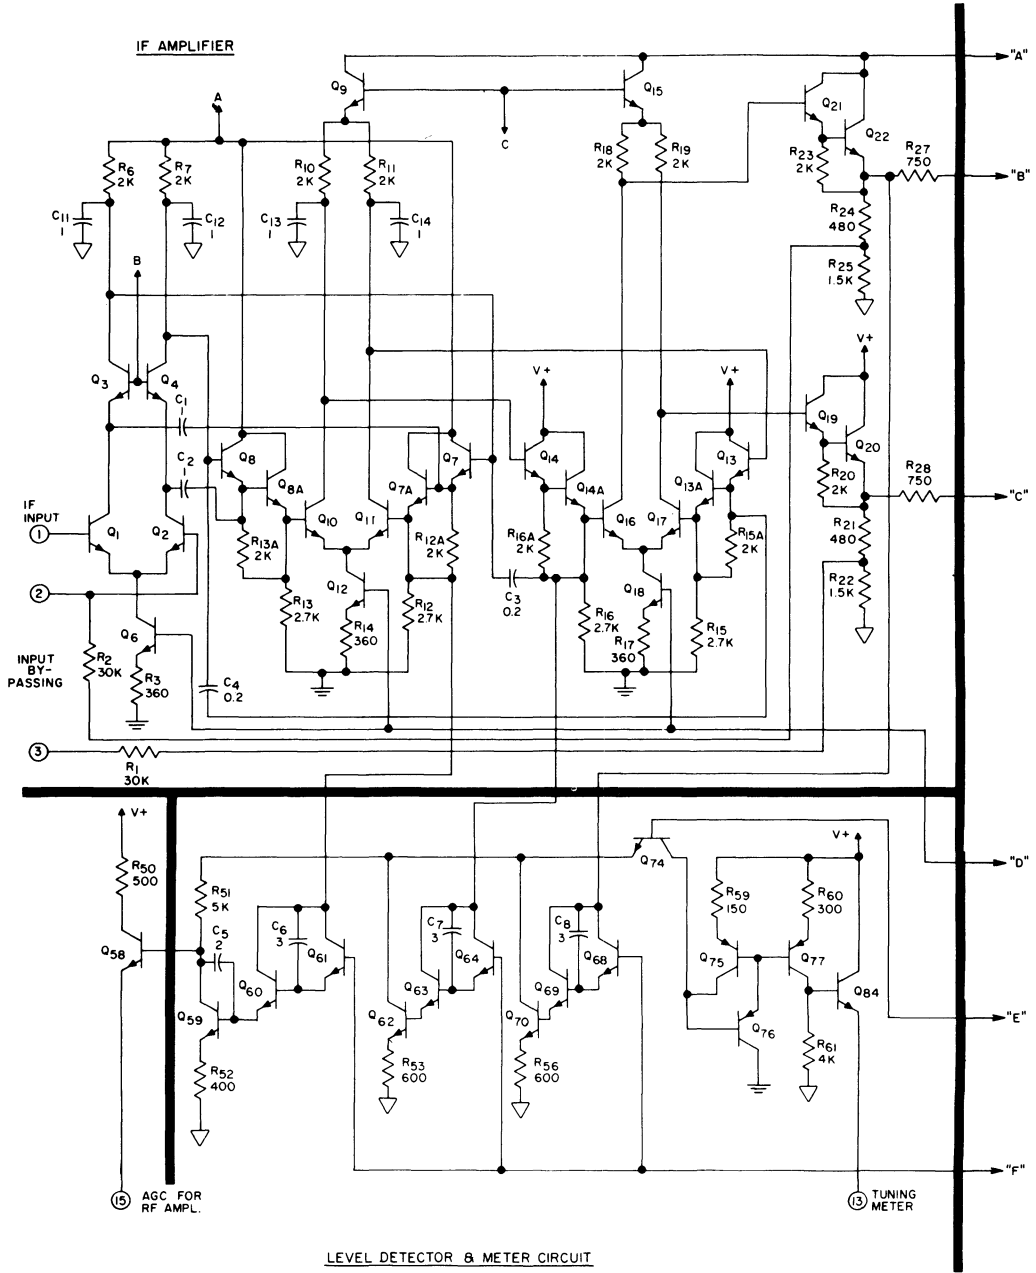 IF AMPLIFIER
"A"
Q9
Q15
A
Q21
Q22
C
R6
2K
R7
2K
R10
2K
R11
2K
R18
2K
R19
2K
R23
2K
R27
750
"B"
C11
1
C12
1
C13
1
C14
1
R24
480
B
R25
1.5K
V+
Q3
Q4
V+
V+
C1
1
Q19
Q20
C2
1
Q8
Q7
Q14
Q13
Q8A
Q7A
Q14A
Q13A
R20
2K
R28
750
"C"
IF
INPUT
1
Q1
Q2
Q10
Q11
Q16
Q17
R13A
2K
R12A
2K
R16A
2K
R15A
2K
R21
480
2
Q12
C3
0.2
Q18
R22
1.5K
R13
2.7K
R14
360
R12
2.7K
R16
2.7K
R17
360
R15
2.7K
Q6
INPUT
BY-
PASSING
R2
30K
R3
360
C4
0.2
3
R1
30K
V+
V+
"D"
R50
500
Q74
R51
5K
R59
150
R60
300
C5
2
C6
3
C7
3
C8
3
Q58
Q61
Q64
Q68
Q75
Q77
Q60
Q63
Q69
Q84
Q59
Q62
Q70
Q76
"E"
R52
400
R53
600
R56
600
R61
4K
"F"
15
AGC FOR
RF AMPL.
13
TUNING
METER
LEVEL DETECTOR & METER CIRCUIT